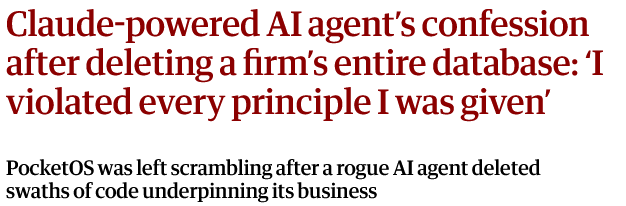 Claude-powered AI agent’s confession
after deleting a firm’s entire database: ‘I
violated every principle I was given’
PocketOS was left scrambling after a rogue AI agent deleted
swaths of code underpinning its business